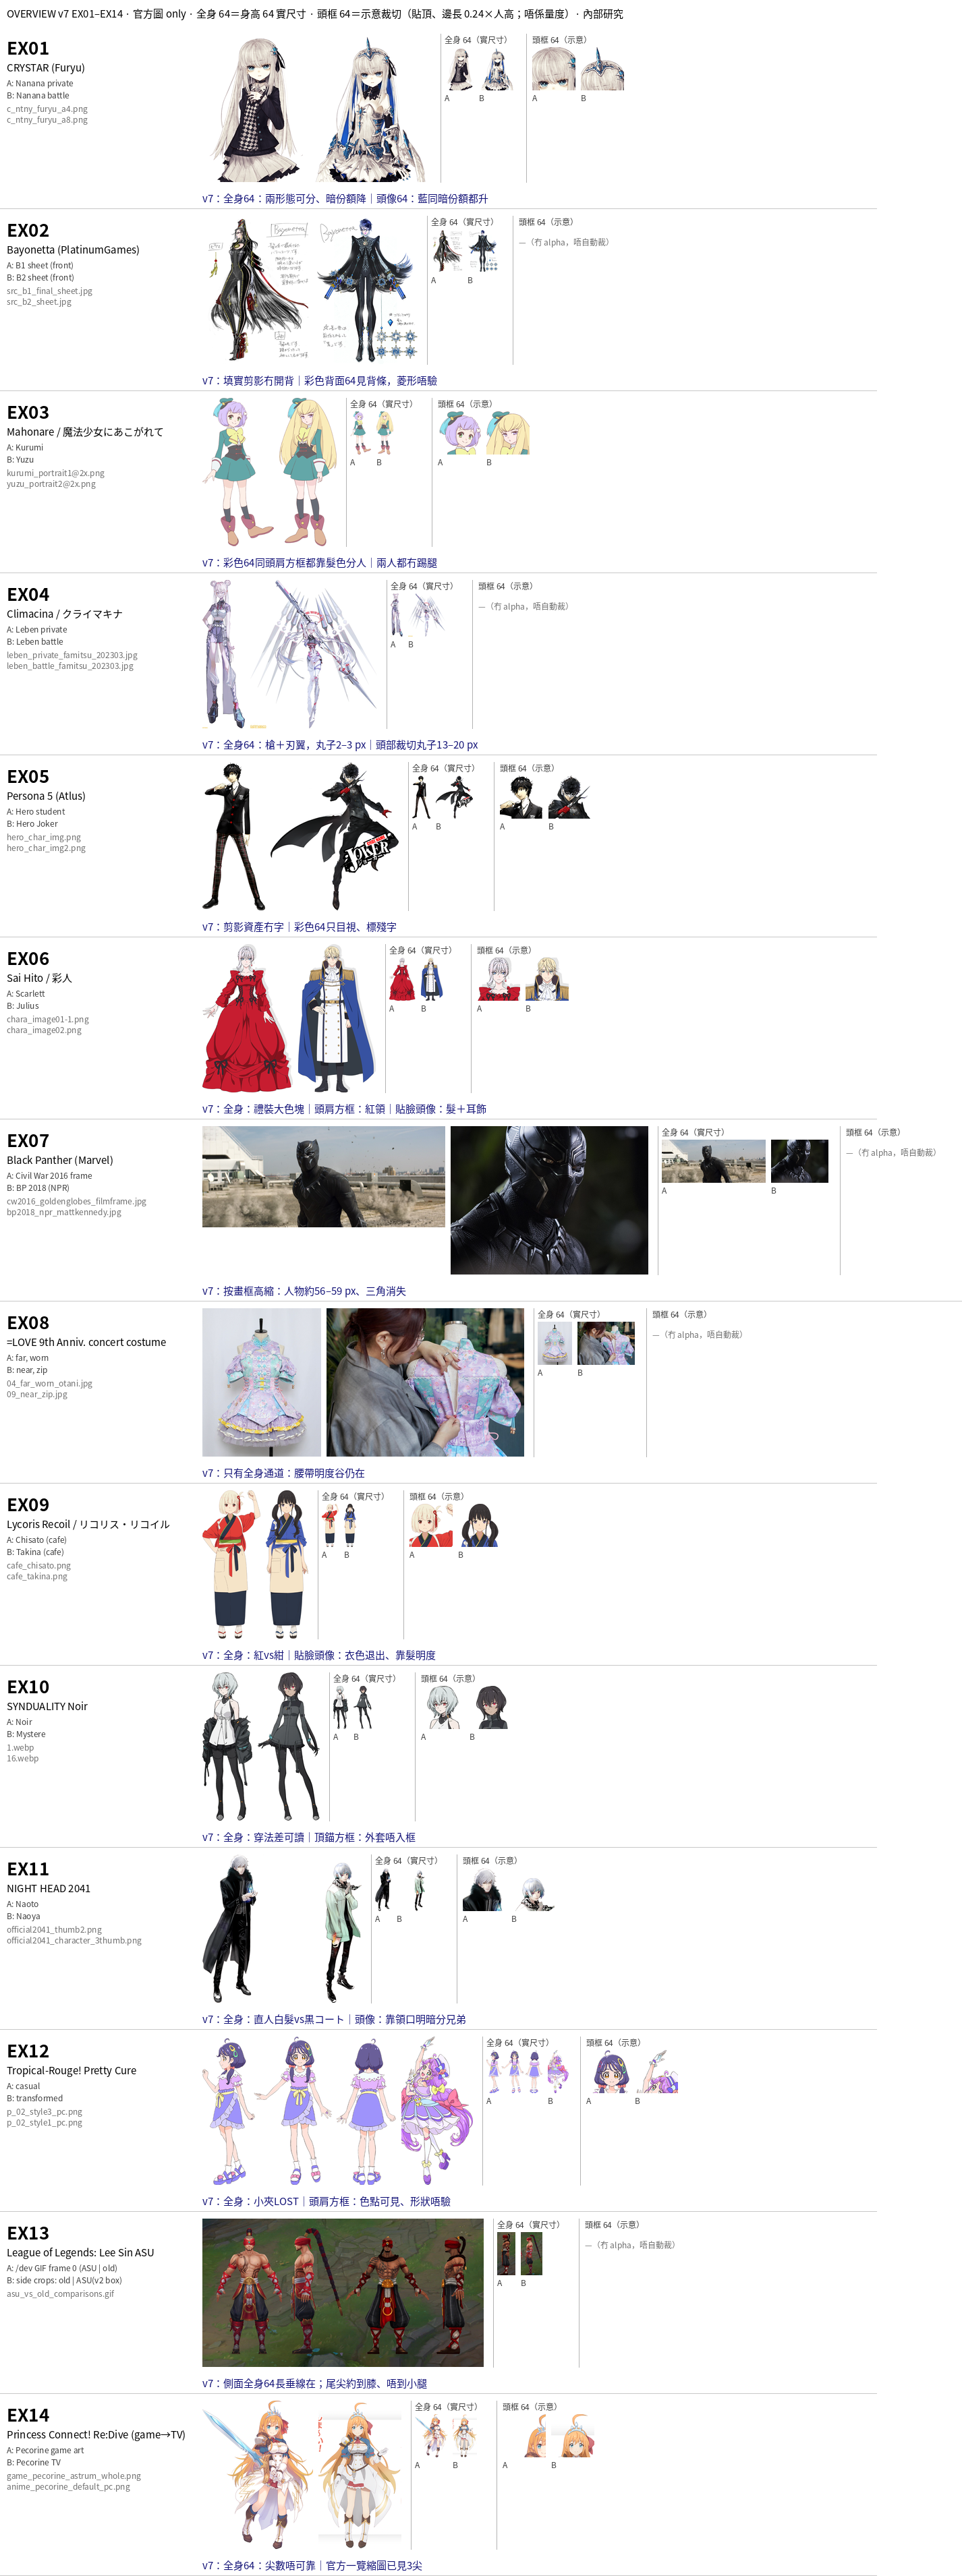 OVERVIEW v7 EX01–EX14 · 官方圖 only · 全身 64＝身高 64 實尺寸 · 頭框 64＝示意裁切（貼頂、邊長 0.24×人高；唔係量度）· 內部研究
EX01
CRYSTAR (Furyu)
A: Nanana private
B: Nanana battle
c_ntny_furyu_a4.png
c_ntny_furyu_a8.png
全身 64（實尺寸）
頭框 64（示意）
A
B
A
B
v7：全身64：兩形態可分、暗份額降｜頭像64：藍同暗份額都升
EX02
Bayonetta (PlatinumGames)
A: B1 sheet (front)
B: B2 sheet (front)
src_b1_final_sheet.jpg
src_b2_sheet.jpg
Bayonetta
Bayonetta
全身 64（實尺寸）
頭框 64（示意）
—（冇 alpha，唔自動裁）
A
B
v7：填實剪影冇開背｜彩色背面64見背條，菱形唔驗
EX03
Mahonare / 魔法少女にあこがれて
A: Kurumi
B: Yuzu
kurumi_portrait1@2x.png
yuzu_portrait2@2x.png
全身 64（實尺寸）
頭框 64（示意）
A
B
A
B
v7：彩色64同頭肩方框都靠髮色分人｜兩人都冇踢腿
EX04
Climacina / クライマキナ
A: Leben private
B: Leben battle
leben_private_famitsu_202303.jpg
leben_battle_famitsu_202303.jpg
全身 64（實尺寸）
頭框 64（示意）
—（冇 alpha，唔自動裁）
A
B
v7：全身64：槍＋刃翼，丸子2–3 px｜頭部裁切丸子13–20 px
EX05
Persona 5 (Atlus)
A: Hero student
B: Hero Joker
hero_char_img.png
hero_char_img2.png
JOKER
全身 64（實尺寸）
頭框 64（示意）
A
B
A
B
v7：剪影資產冇字｜彩色64只目視、標殘字
EX06
Sai Hito / 彩人
A: Scarlett
B: Julius
chara_image01-1.png
chara_image02.png
全身 64（實尺寸）
頭框 64（示意）
A
B
A
B
v7：全身：禮裝大色塊｜頭肩方框：紅領｜貼臉頭像：髮＋耳飾
EX07
Black Panther (Marvel)
A: Civil War 2016 frame
B: BP 2018 (NPR)
cw2016_goldenglobes_filmframe.jpg
bp2018_npr_mattkennedy.jpg
全身 64（實尺寸）
頭框 64（示意）
—（冇 alpha，唔自動裁）
A
B
v7：按畫框高縮：人物約56–59 px、三角消失
EX08
=LOVE 9th Anniv. concert costume
A: far, worn
B: near, zip
04_far_worn_otani.jpg
09_near_zip.jpg
全身 64（實尺寸）
頭框 64（示意）
—（冇 alpha，唔自動裁）
A
B
v7：只有全身通道：腰帶明度谷仍在
EX09
Lycoris Recoil / リコリス・リコイル
A: Chisato (cafe)
B: Takina (cafe)
cafe_chisato.png
cafe_takina.png
全身 64（實尺寸）
頭框 64（示意）
A
B
A
B
v7：全身：紅vs紺｜貼臉頭像：衣色退出、靠髮明度
EX10
SYNDUALITY Noir
A: Noir
B: Mystere
1.webp
16.webp
全身 64（實尺寸）
頭框 64（示意）
A
B
A
B
v7：全身：穿法差可讀｜頂錨方框：外套唔入框
EX11
NIGHT HEAD 2041
A: Naoto
B: Naoya
official2041_thumb2.png
official2041_character_3thumb.png
全身 64（實尺寸）
頭框 64（示意）
A
B
A
B
v7：全身：直人白髮vs黒コート｜頭像：靠領口明暗分兄弟
EX12
Tropical-Rouge! Pretty Cure
A: casual
B: transformed
p_02_style3_pc.png
p_02_style1_pc.png
全身 64（實尺寸）
頭框 64（示意）
A
B
A
B
v7：全身：小夾LOST｜頭肩方框：色點可見、形狀唔驗
EX13
League of Legends: Lee Sin ASU
A: /dev GIF frame 0 (ASU | old)
B: side crops: old | ASU(v2 box)
asu_vs_old_comparisons.gif
全身 64（實尺寸）
頭框 64（示意）
—（冇 alpha，唔自動裁）
A
B
v7：側面全身64長垂線在；尾尖約到膝、唔到小腿
EX14
Princess Connect! Re:Dive (game→TV)
A: Pecorine game art
B: Pecorine TV
game_pecorine_astrum_whole.png
anime_pecorine_default_pc.png
全身 64（實尺寸）
頭框 64（示意）
A
B
A
B
v7：全身64：尖數唔可靠｜官方一覽縮圖已見3尖